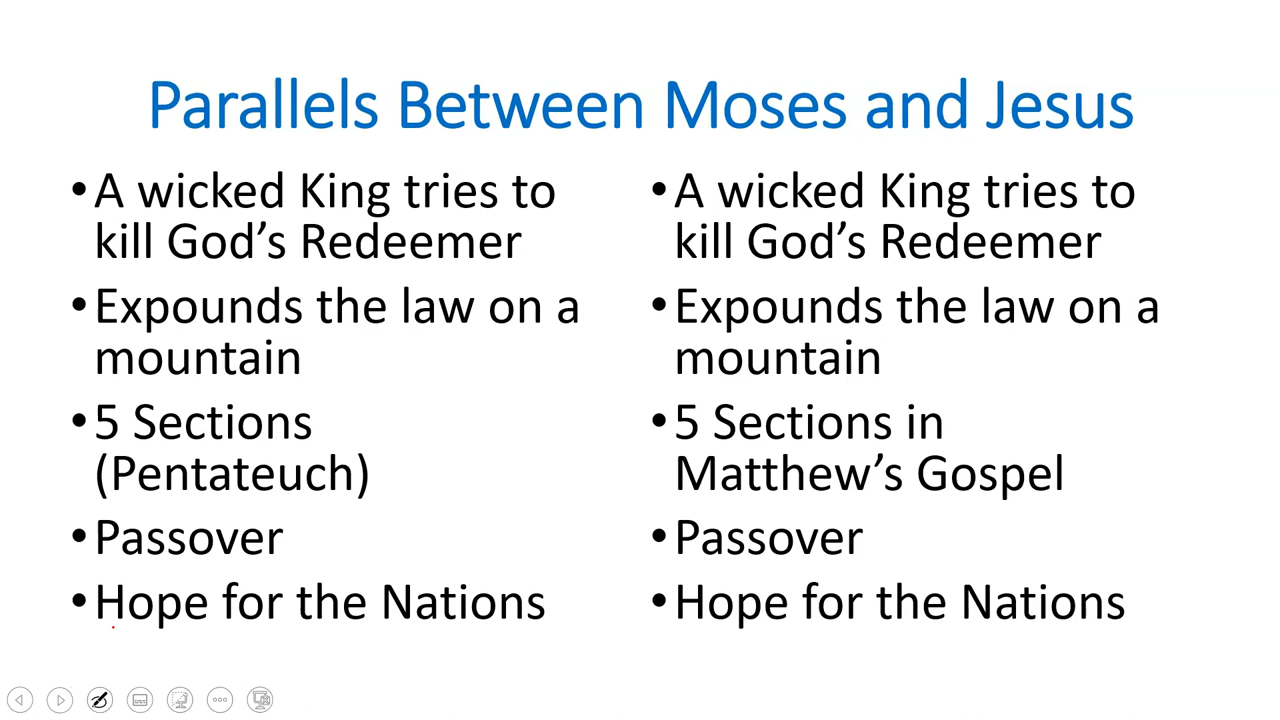 Parallels Between Moses and Jesus
•A wicked King tries to
kill God’s Redeemer
•Expounds the law on a
mountain
•5 Sections
(Pentateuch)
•Passover
•Hope for the Nations
•A wicked King tries to
kill God’s Redeemer
•Expounds the law on a
mountain
•5 Sections in
Matthew’s Gospel
•Passover
•Hope for the Nations